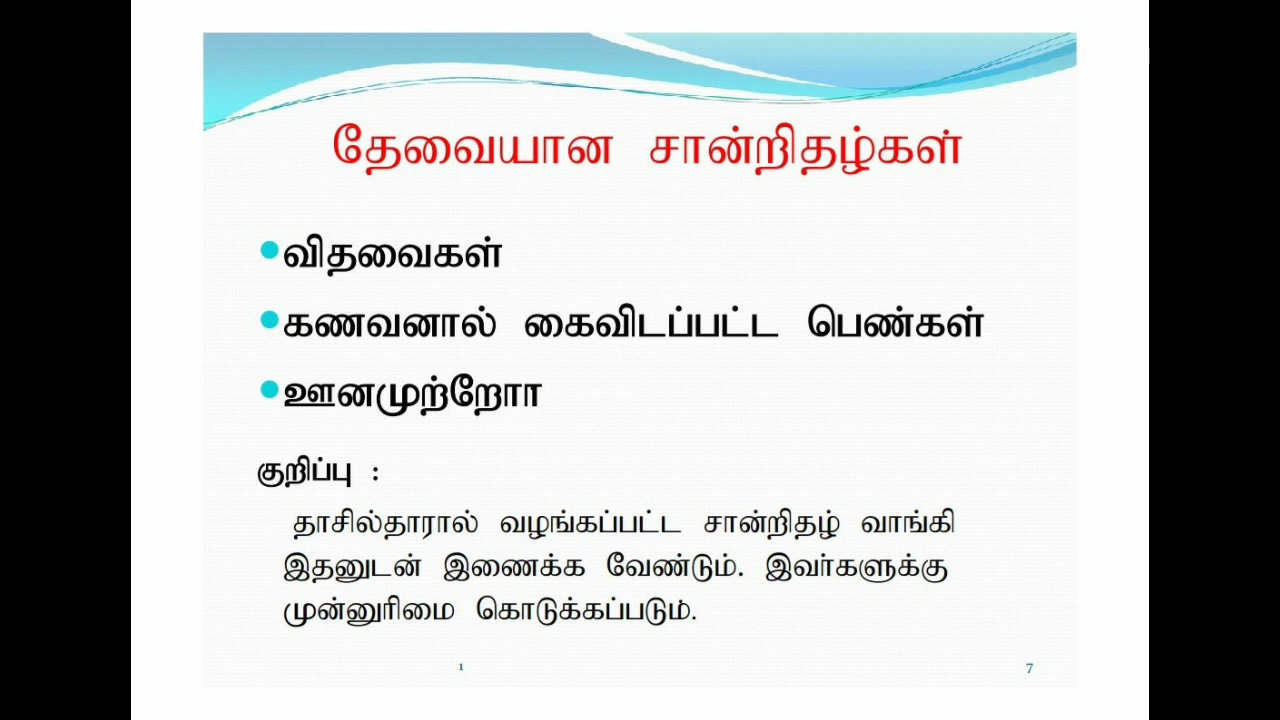 தேவையான சான்றிதழ்கள்
விதவைகள்
கணவனால் கைவிடப்பட்ட பெண்கள்
ஊனமுற்றோா
குறிப்பு :
தாசில்தாரால் வழங்கப்பட்ட சான்றிதழ் வாங்கி
இதனுடன் இணைக்க வேண்டும். இவர்களுக்கு
முன்னுரிமை கொடுக்கப்படும்.
1
7